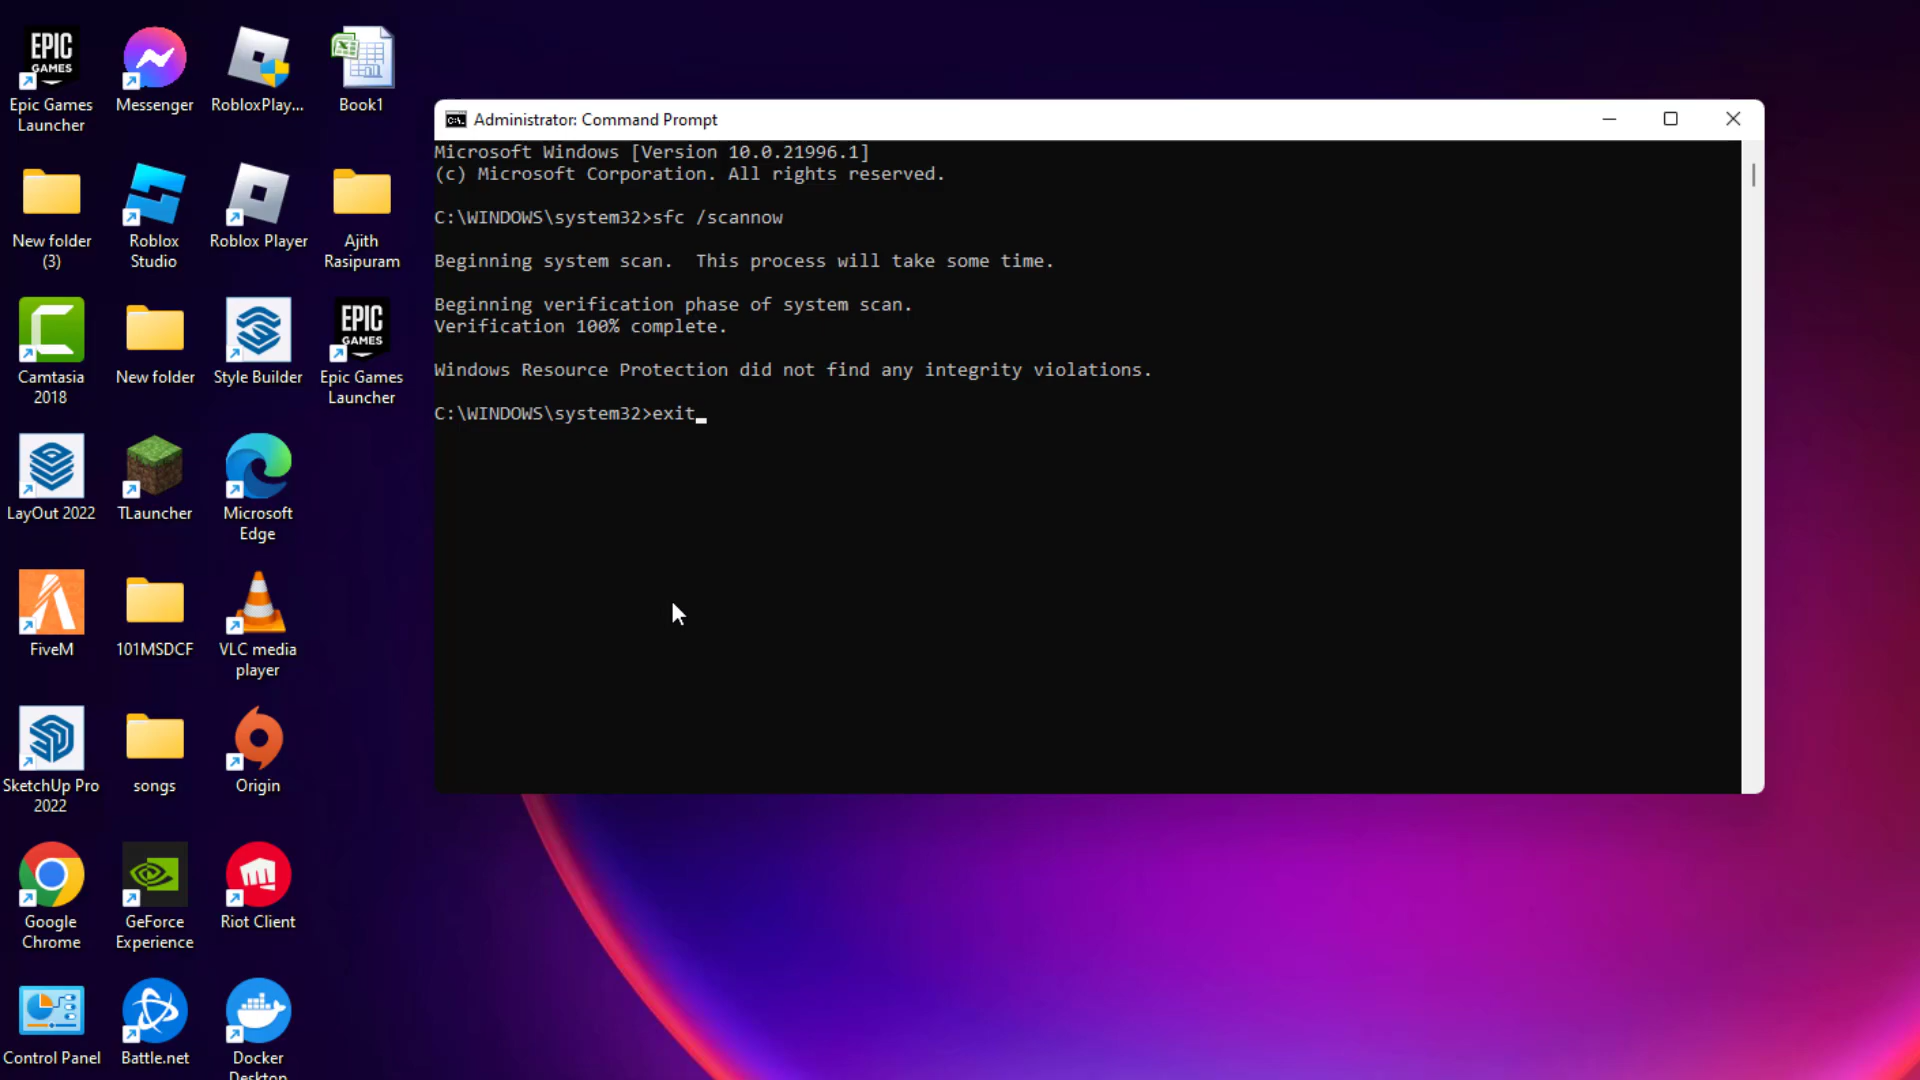 EPIC
GAMES
Epic Games
Launcher
Messenger
RobloxPlay...
Book1
New folder
(3)
Roblox
Studio
Roblox Player
Ajith
Rasipuram
Camtasia
2018
New folder
Style Builder
EPIC
GAMES
Epic Games
Launcher
LayOut 2022
TLauncher
Microsoft
Edge
FiveM
101MSDCF
VLC media
player
SketchUp Pro
2022
songs
Origin
Google
Chrome
GeForce
Experience
Riot Client
Control Panel
Battle.net
Docker
Desktop
Administrator: Command Prompt
Microsoft Windows [Version 10.0.21996.1]
(c) Microsoft Corporation. All rights reserved.
C:\WINDOWS\system32>sfc /scannow
Beginning system scan.  This process will take some time.
Beginning verification phase of system scan.
Verification 100% complete.
Windows Resource Protection did not find any integrity violations.
C:\WINDOWS\system32>exit